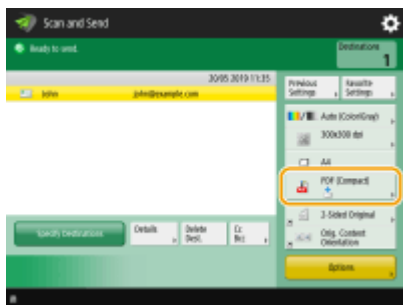 Scan and Send
Ready to send.
Destinations
1
20/05 2019 11:35
John john@example.com
Previous Settings
Favorite Settings
Auto (Color/Gray)
300x300 dpi
A4
PDF (Compact)
2-Sided Original
Orig. Content Orientation
Specify Destinations
Details
Delete Dest.
Cc Bcc
Options